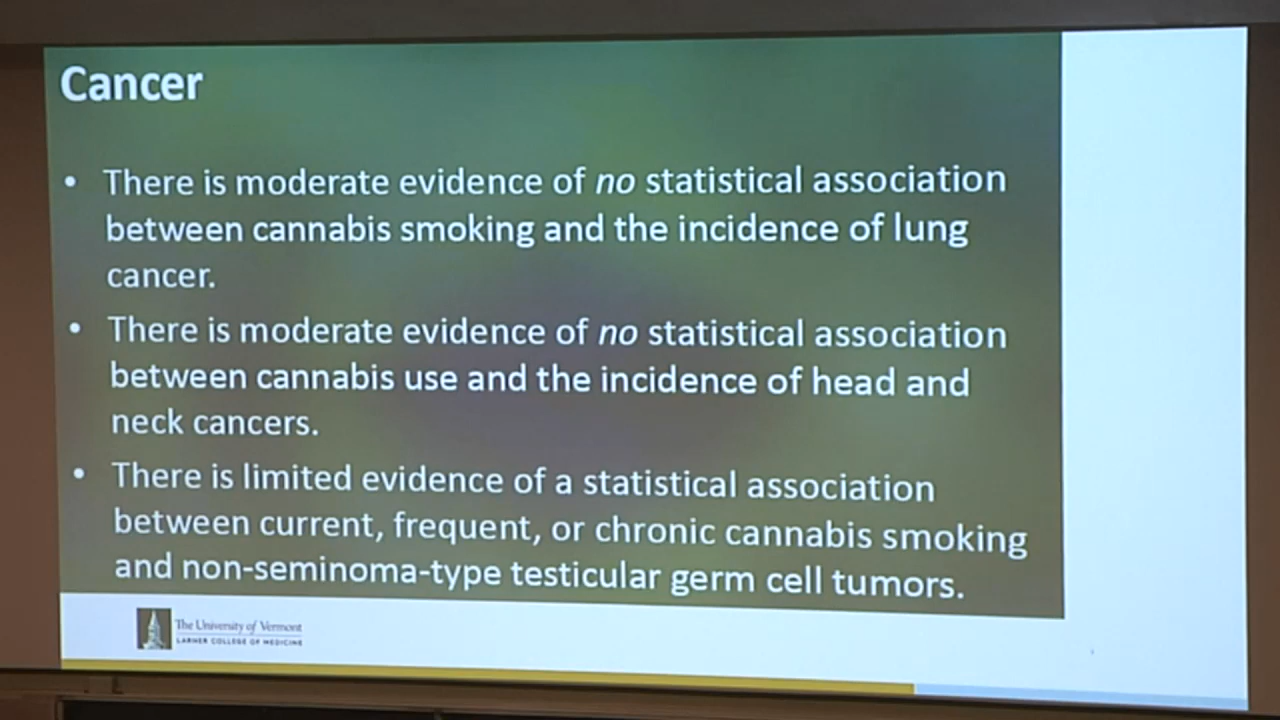 Cancer
• There is moderate evidence of no statistical association
between cannabis smoking and the incidence of lung
cancer.
• There is moderate evidence of no statistical association
between cannabis use and the incidence of head and
neck cancers.
• There is limited evidence of a statistical association
between current, frequent, or chronic cannabis smoking
and non-seminoma-type testicular germ cell tumors.
The University of Vermont
LARNER COLLEGE OF MEDICINE